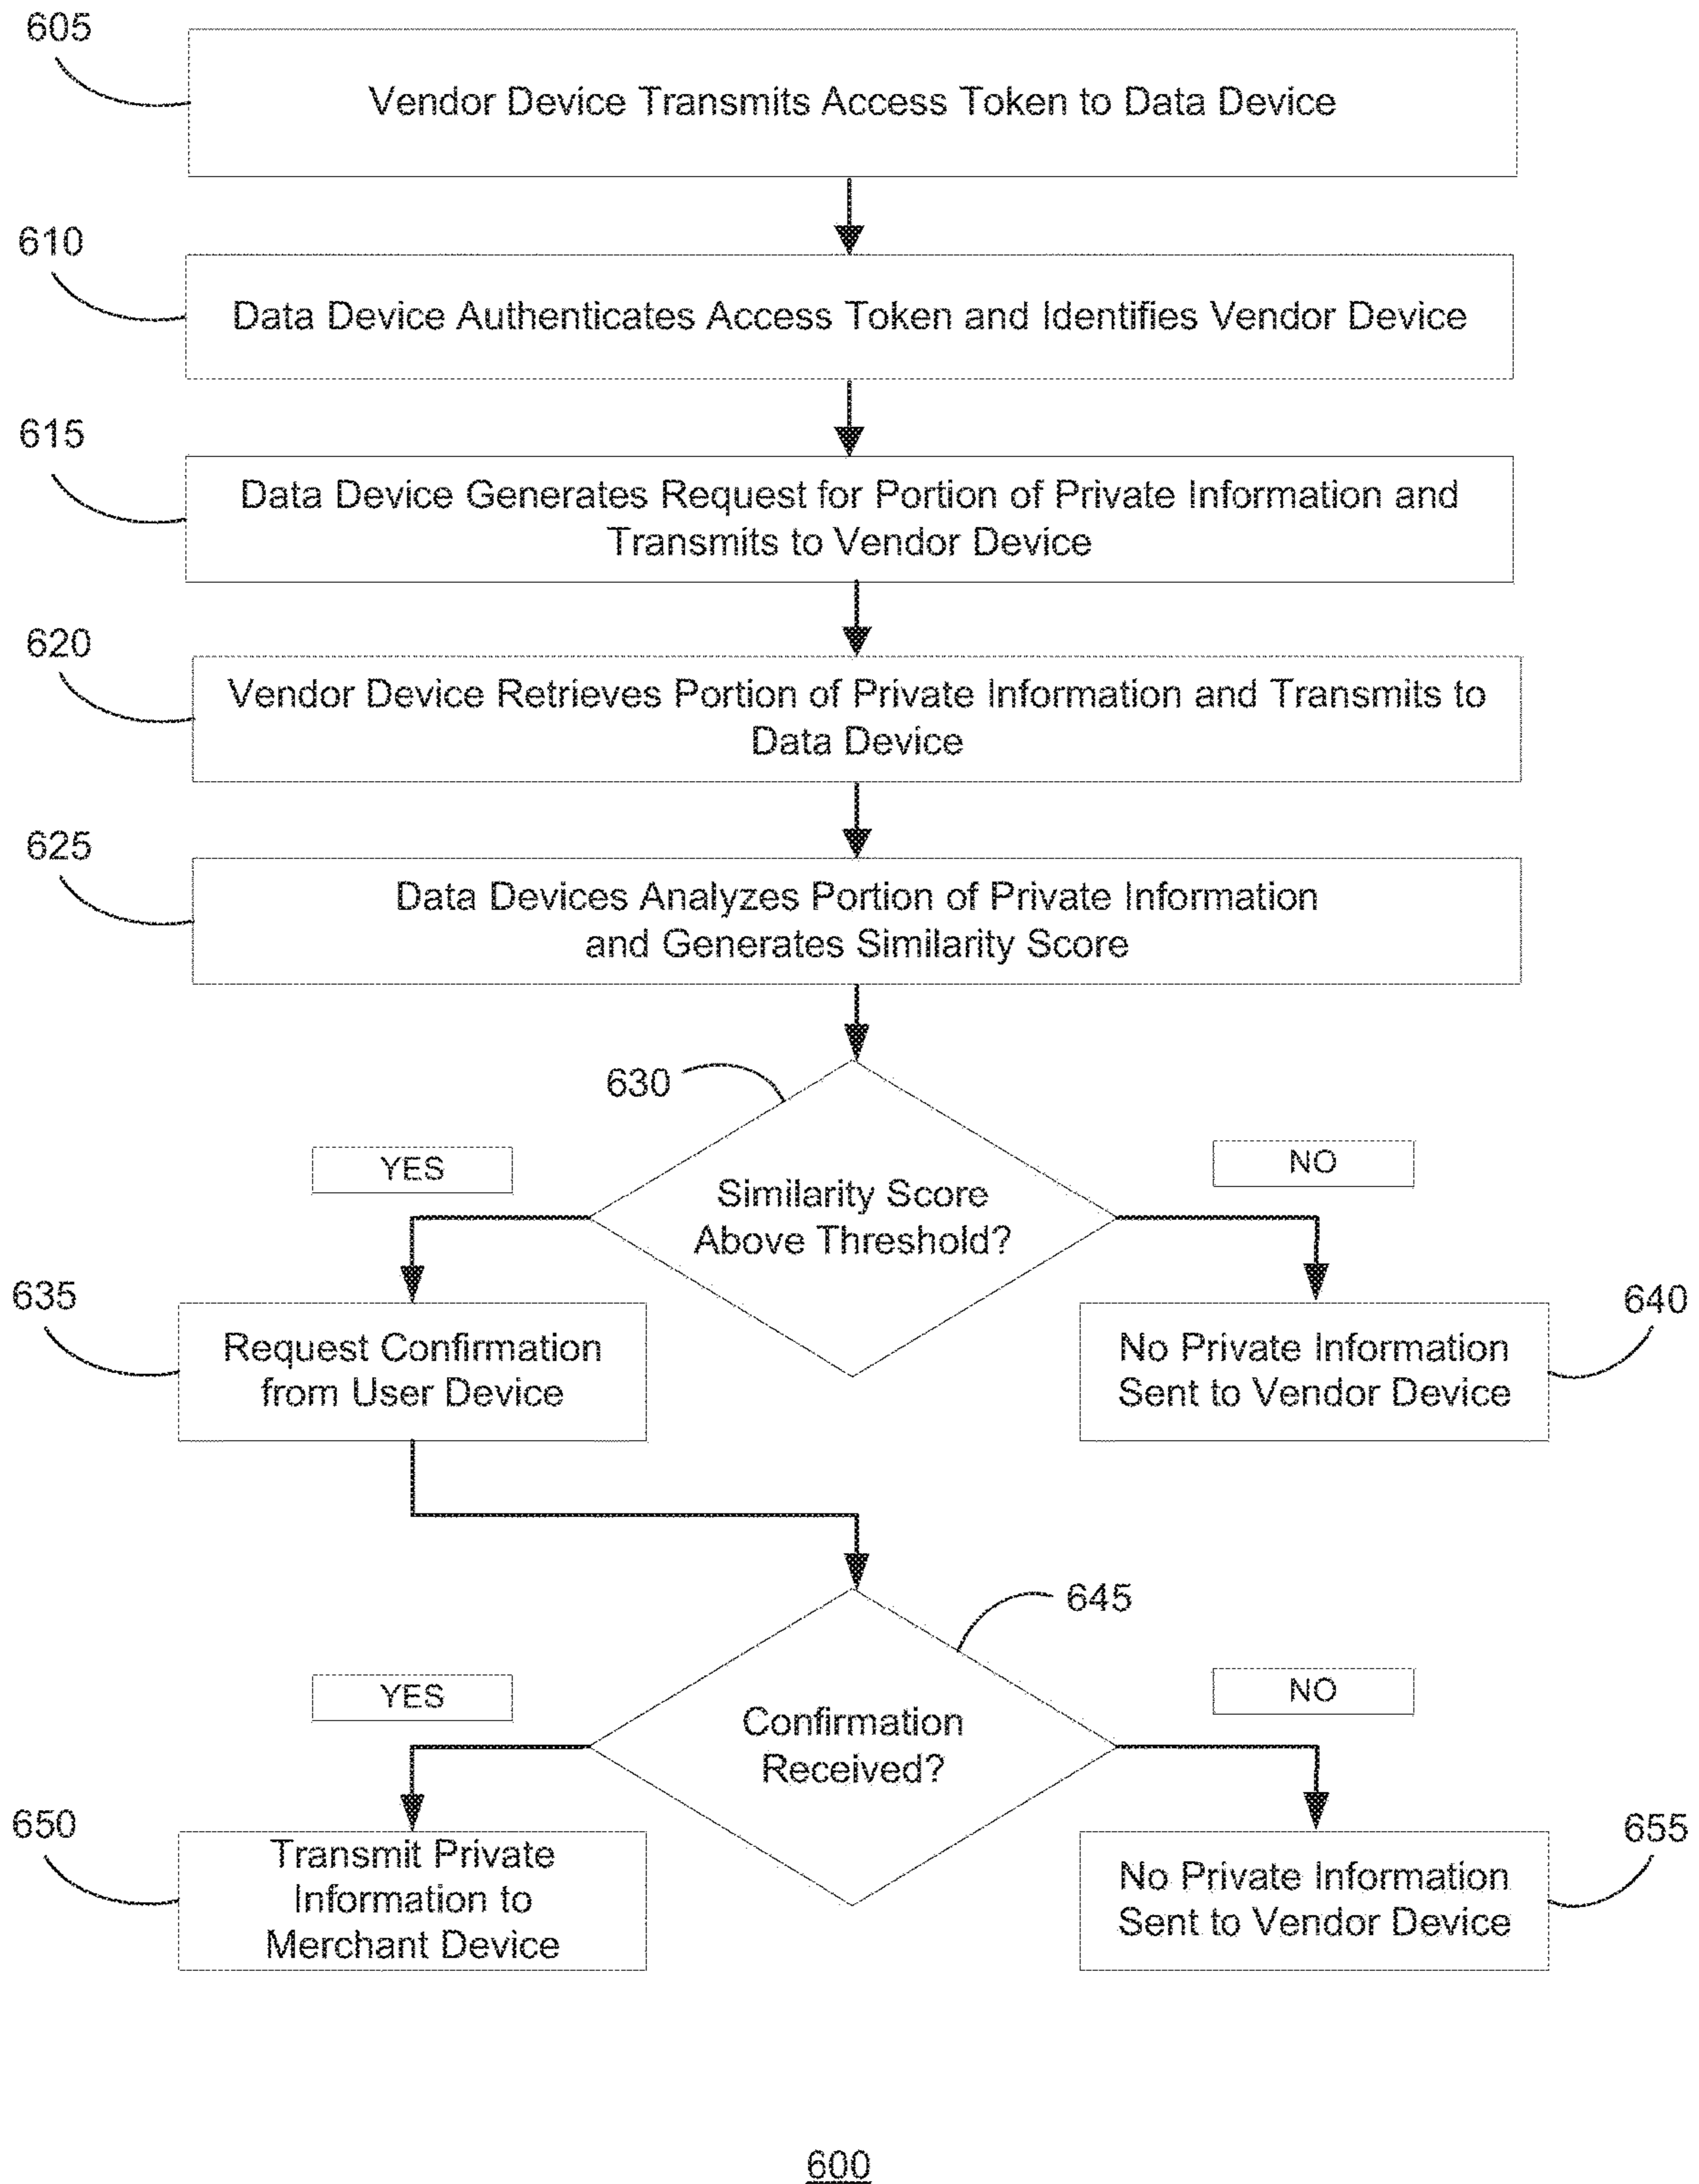 605
Vendor Device Transmits Access Token to Data Device
610
Data Device Authenticates Access Token and Identifies Vendor Device
615
Data Device Generates Request for Portion of Private Information and
Transmits to Vendor Device
620
Vendor Device Retrieves Portion of Private Information and Transmits to
Data Device
625
Data Devices Analyzes Portion of Private Information
and Generates Similarity Score
630
YES
NO
Similarity Score
Above Threshold?
635
Request Confirmation
from User Device
640
No Private Information
Sent to Vendor Device
645
YES
NO
Confirmation
Received?
650
Transmit Private
Information to
Merchant Device
655
No Private Information
Sent to Vendor Device
600